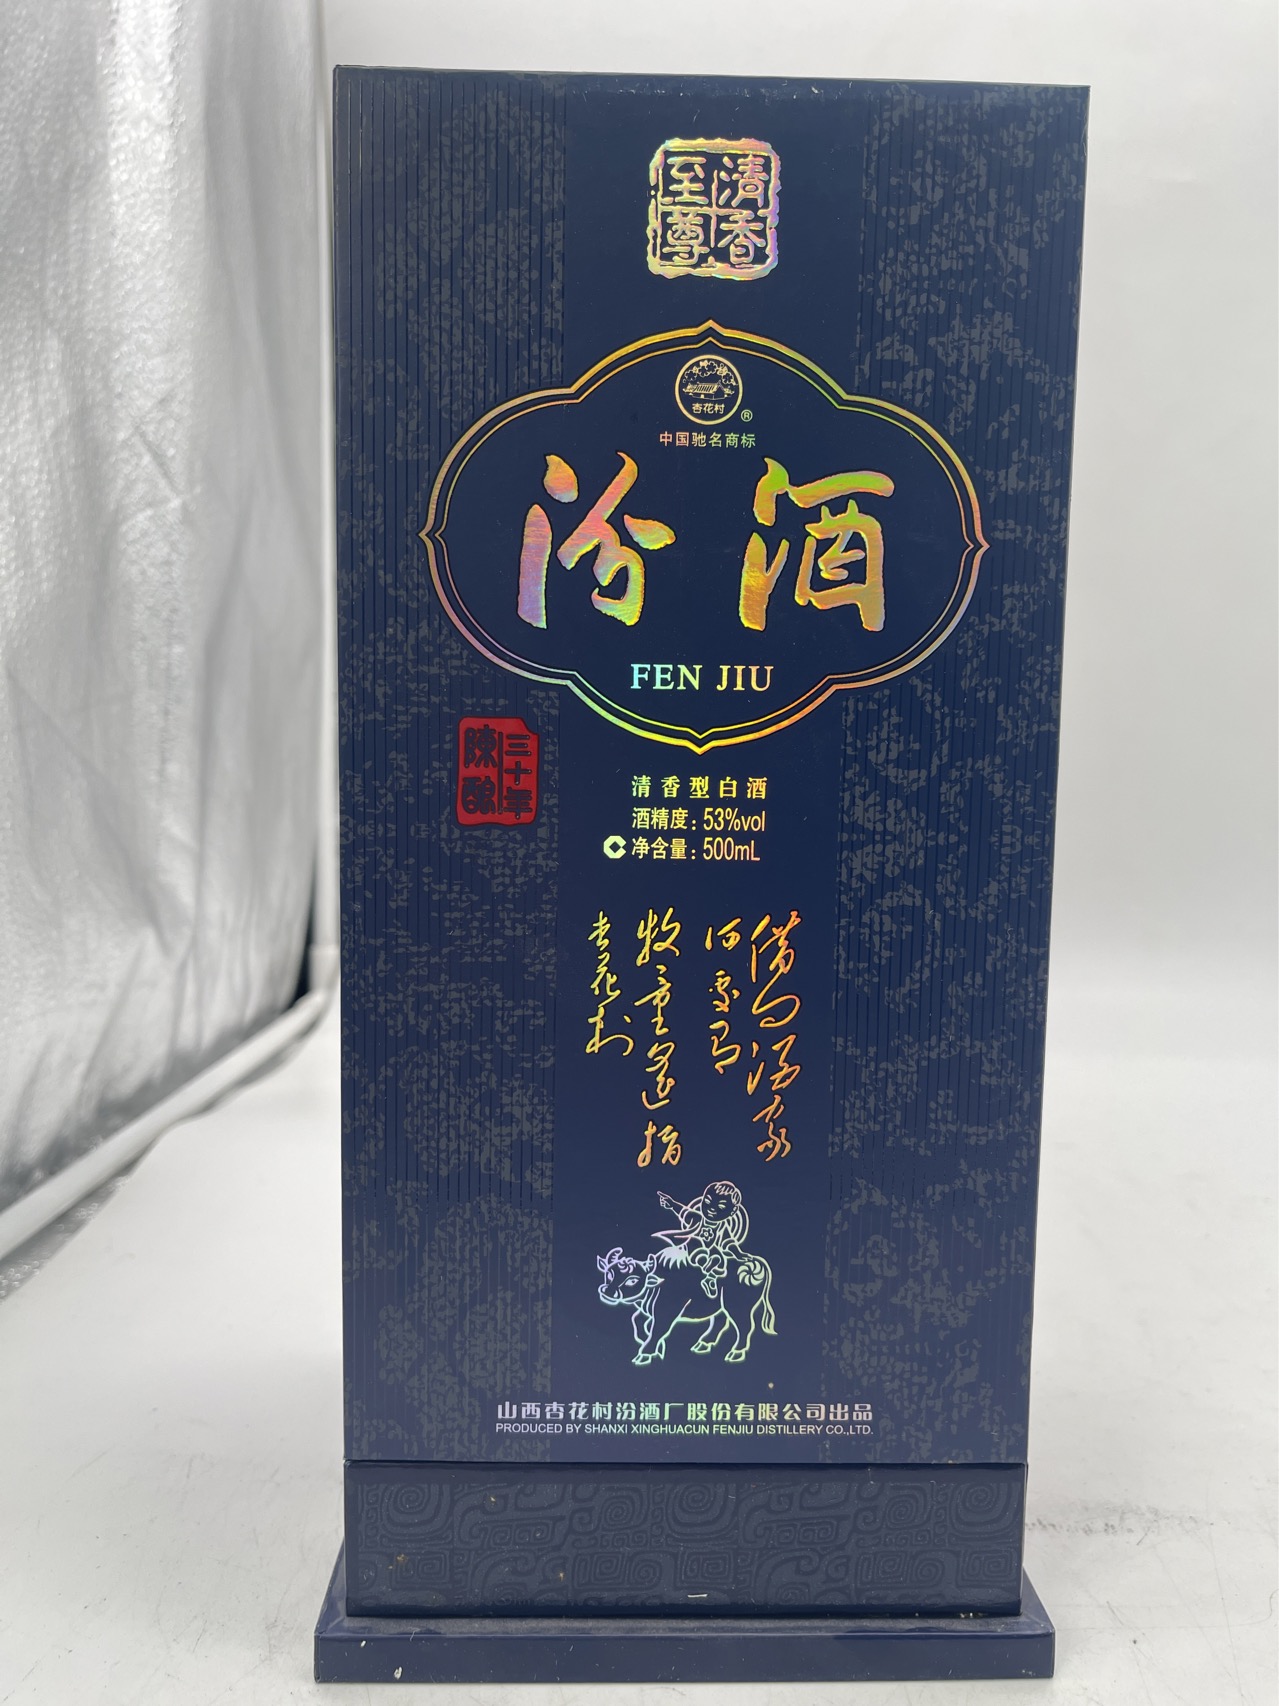 清香至尊
杏花村
®
中国驰名商标
汾酒
FEN JIU
三十年
陳釀
清香型白酒
酒精度：53%vol
净含量：500mL
借问酒家
何处有
牧童遥指
杏花村
山西杏花村汾酒厂股份有限公司出品
PRODUCED BY SHANXI XINGHUACUN FENJIU DISTILLERY CO.,LTD.